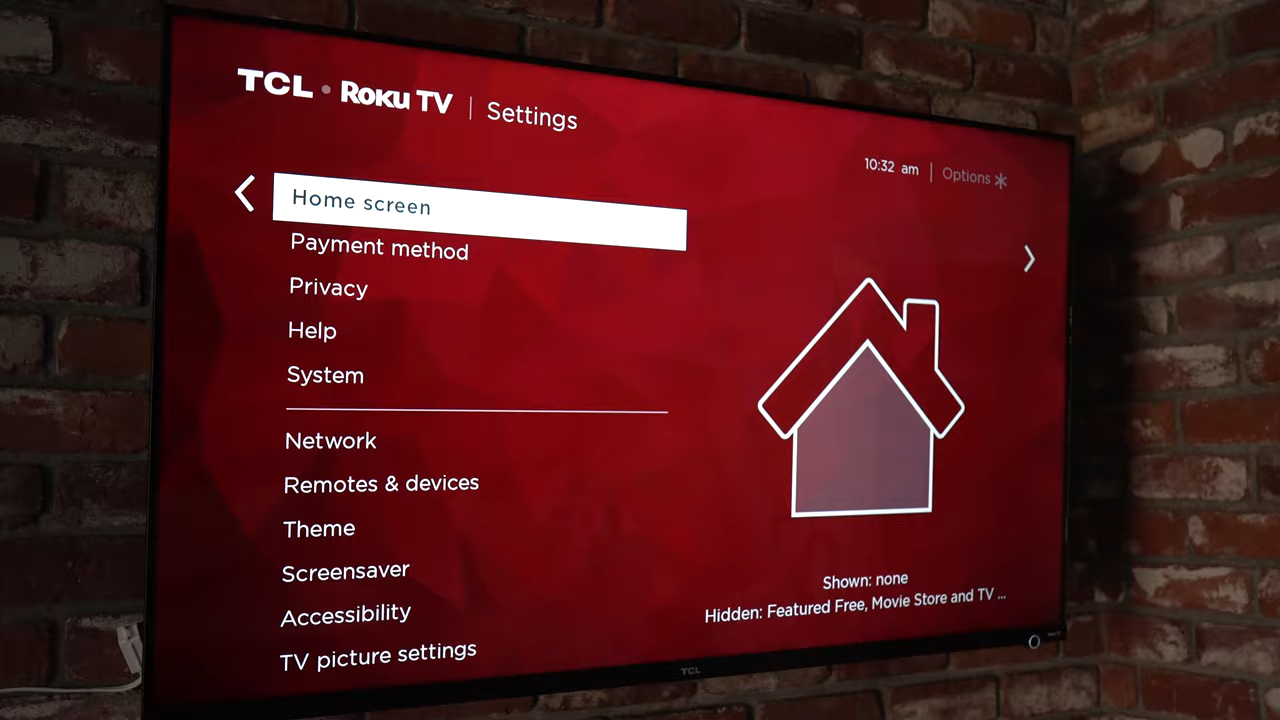 TCL • Roku TV | Settings
10:32 am | Options *
Home screen
Payment method
Privacy
Help
System
Network
Remotes & devices
Theme
Screensaver
Accessibility
TV picture settings
Shown: none
Hidden: Featured Free, Movie Store and TV ...
TCL